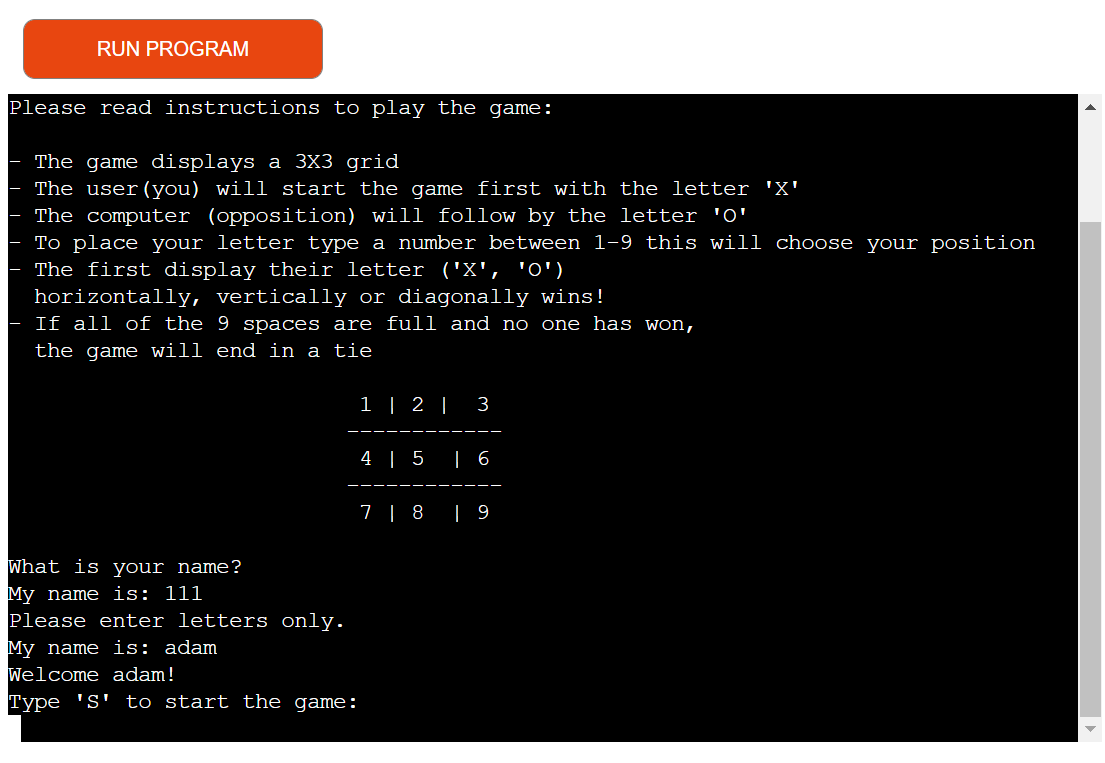 RUN PROGRAM
Please read instructions to play the game:
- The game displays a 3X3 grid
- The user(you) will start the game first with the letter 'X'
- The computer (opposition) will follow by the letter 'O'
- To place your letter type a number between 1-9 this will choose your position
- The first display their letter ('X', 'O')
  horizontally, vertically or diagonally wins!
- If all of the 9 spaces are full and no one has won,
  the game will end in a tie
1 | 2 |  3
------------
4 | 5  | 6
------------
7 | 8  | 9
What is your name?
My name is: 111
Please enter letters only.
My name is: adam
Welcome adam!
Type 'S' to start the game: